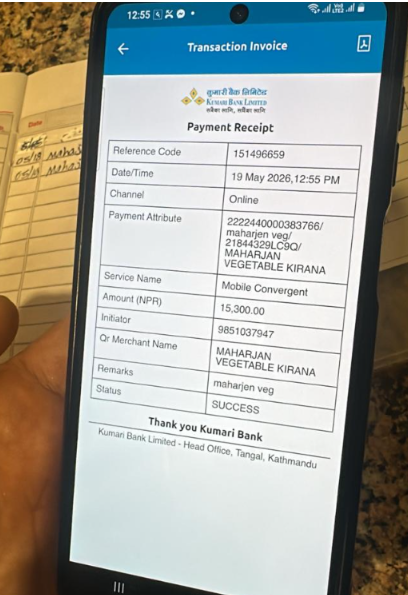 12:55
Transaction Invoice
कुमारी बैंक लिमिटेड
KUMARI BANK LIMITED
Payment Receipt
Reference Code 151496659
Date/Time 19 May 2026,12:55 PM
Channel Online
Payment Attribute 2222440000383766/
maharjen veg/
21844329LC9Q/
MAHARJAN
VEGETABLE KIRANA
Service Name Mobile Convergent
Amount (NPR) 15,300.00
Initiator 9851037947
Qr Merchant Name MAHARJAN
VEGETABLE KIRANA
Remarks maharjen veg
Status SUCCESS
Thank you Kumari Bank
Kumari Bank Limited - Head Office, Tangal, Kathmandu